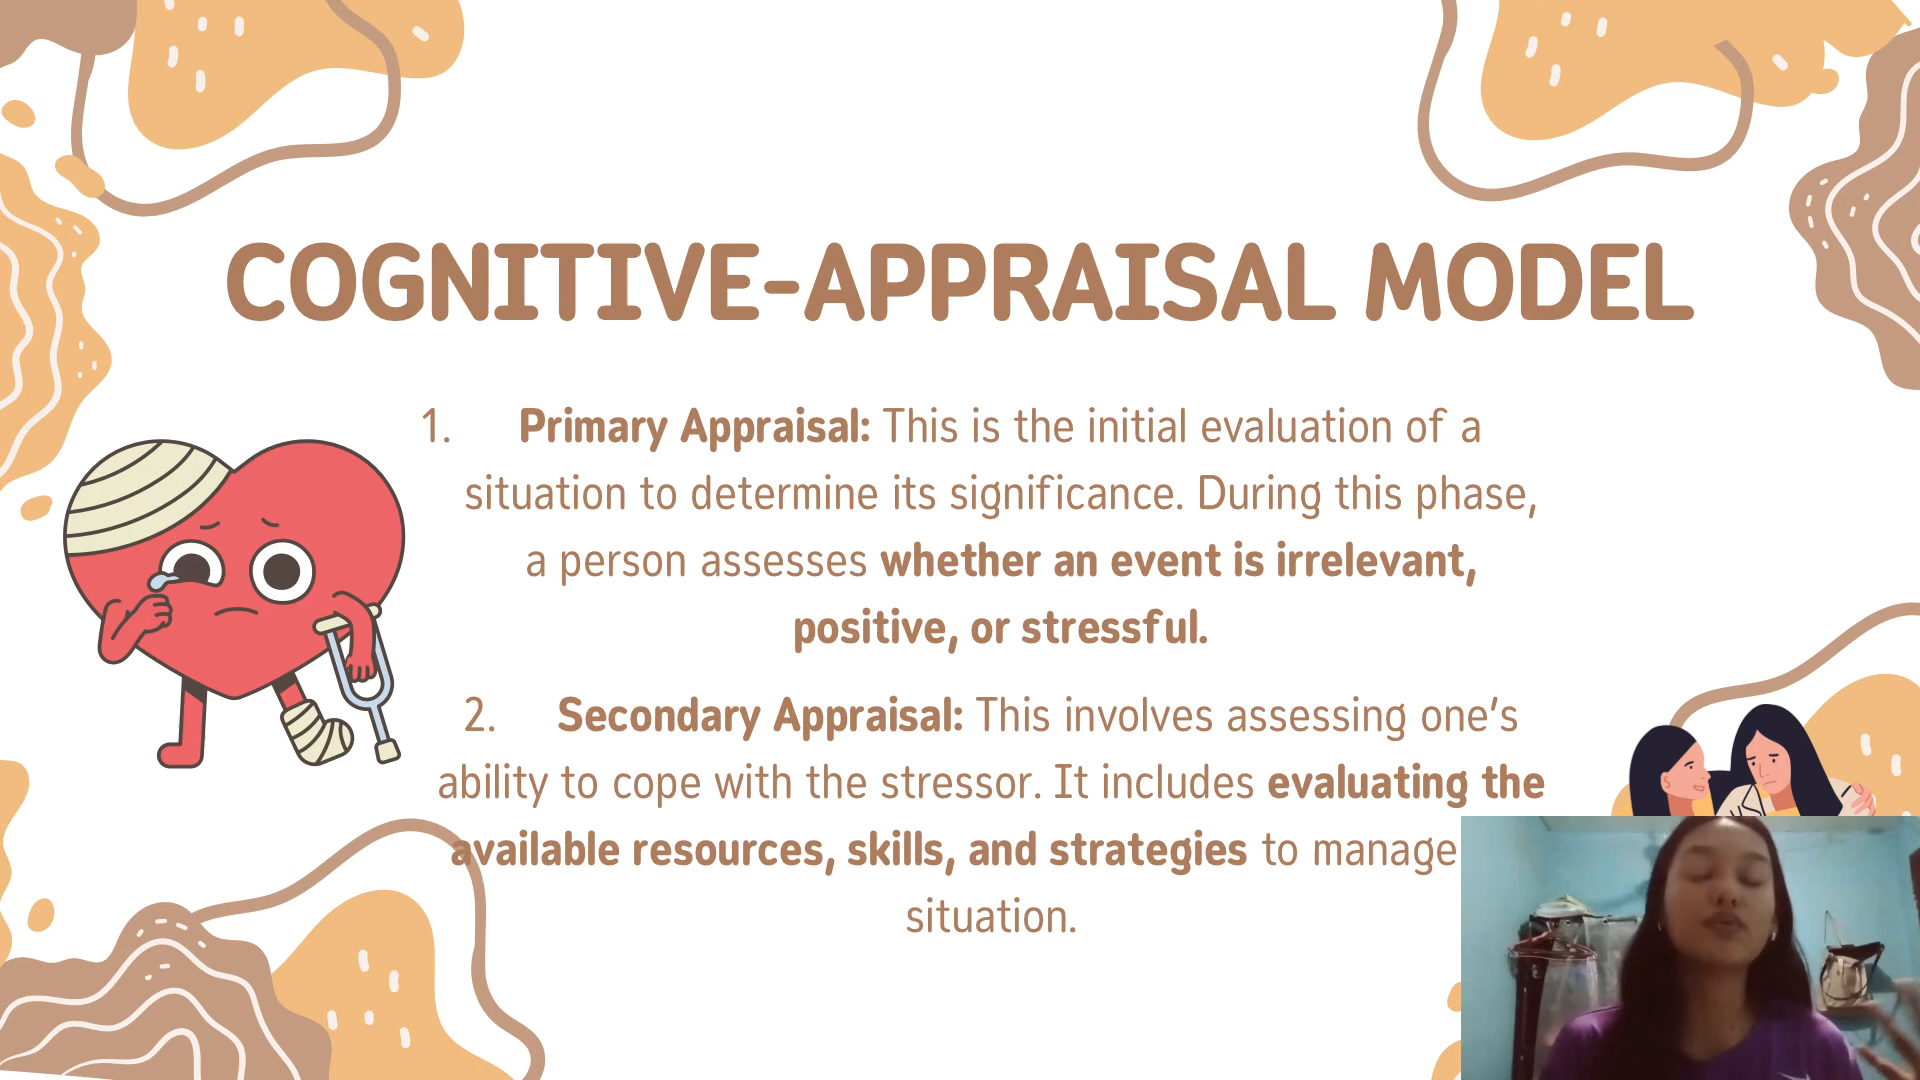 COGNITIVE-APPRAISAL MODEL
1. Primary Appraisal: This is the initial evaluation of a
situation to determine its significance. During this phase,
a person assesses whether an event is irrelevant,
positive, or stressful.
2. Secondary Appraisal: This involves assessing one's
ability to cope with the stressor. It includes evaluating the
available resources, skills, and strategies to manage
situation.